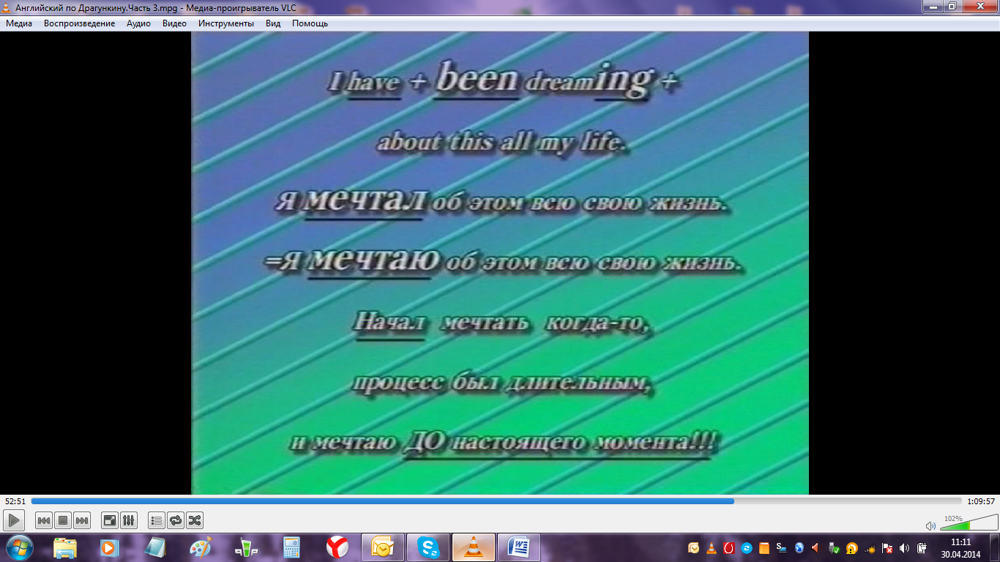 Английский по Драгункину.Часть 3.mpg - Медиа-проигрыватель VLC
Медиа Воспроизведение Аудио Видео Инструменты Вид Помощь
I have + been dreaming +
about this all my life.
Я мечтал об этом всю свою жизнь.
=Я мечтаю об этом всю свою жизнь.
Начал мечтать когда-то,
процесс был длительным,
и мечтаю ДО настоящего момента!!!
52:51 1:09:57
102%
11:11
30.04.2014